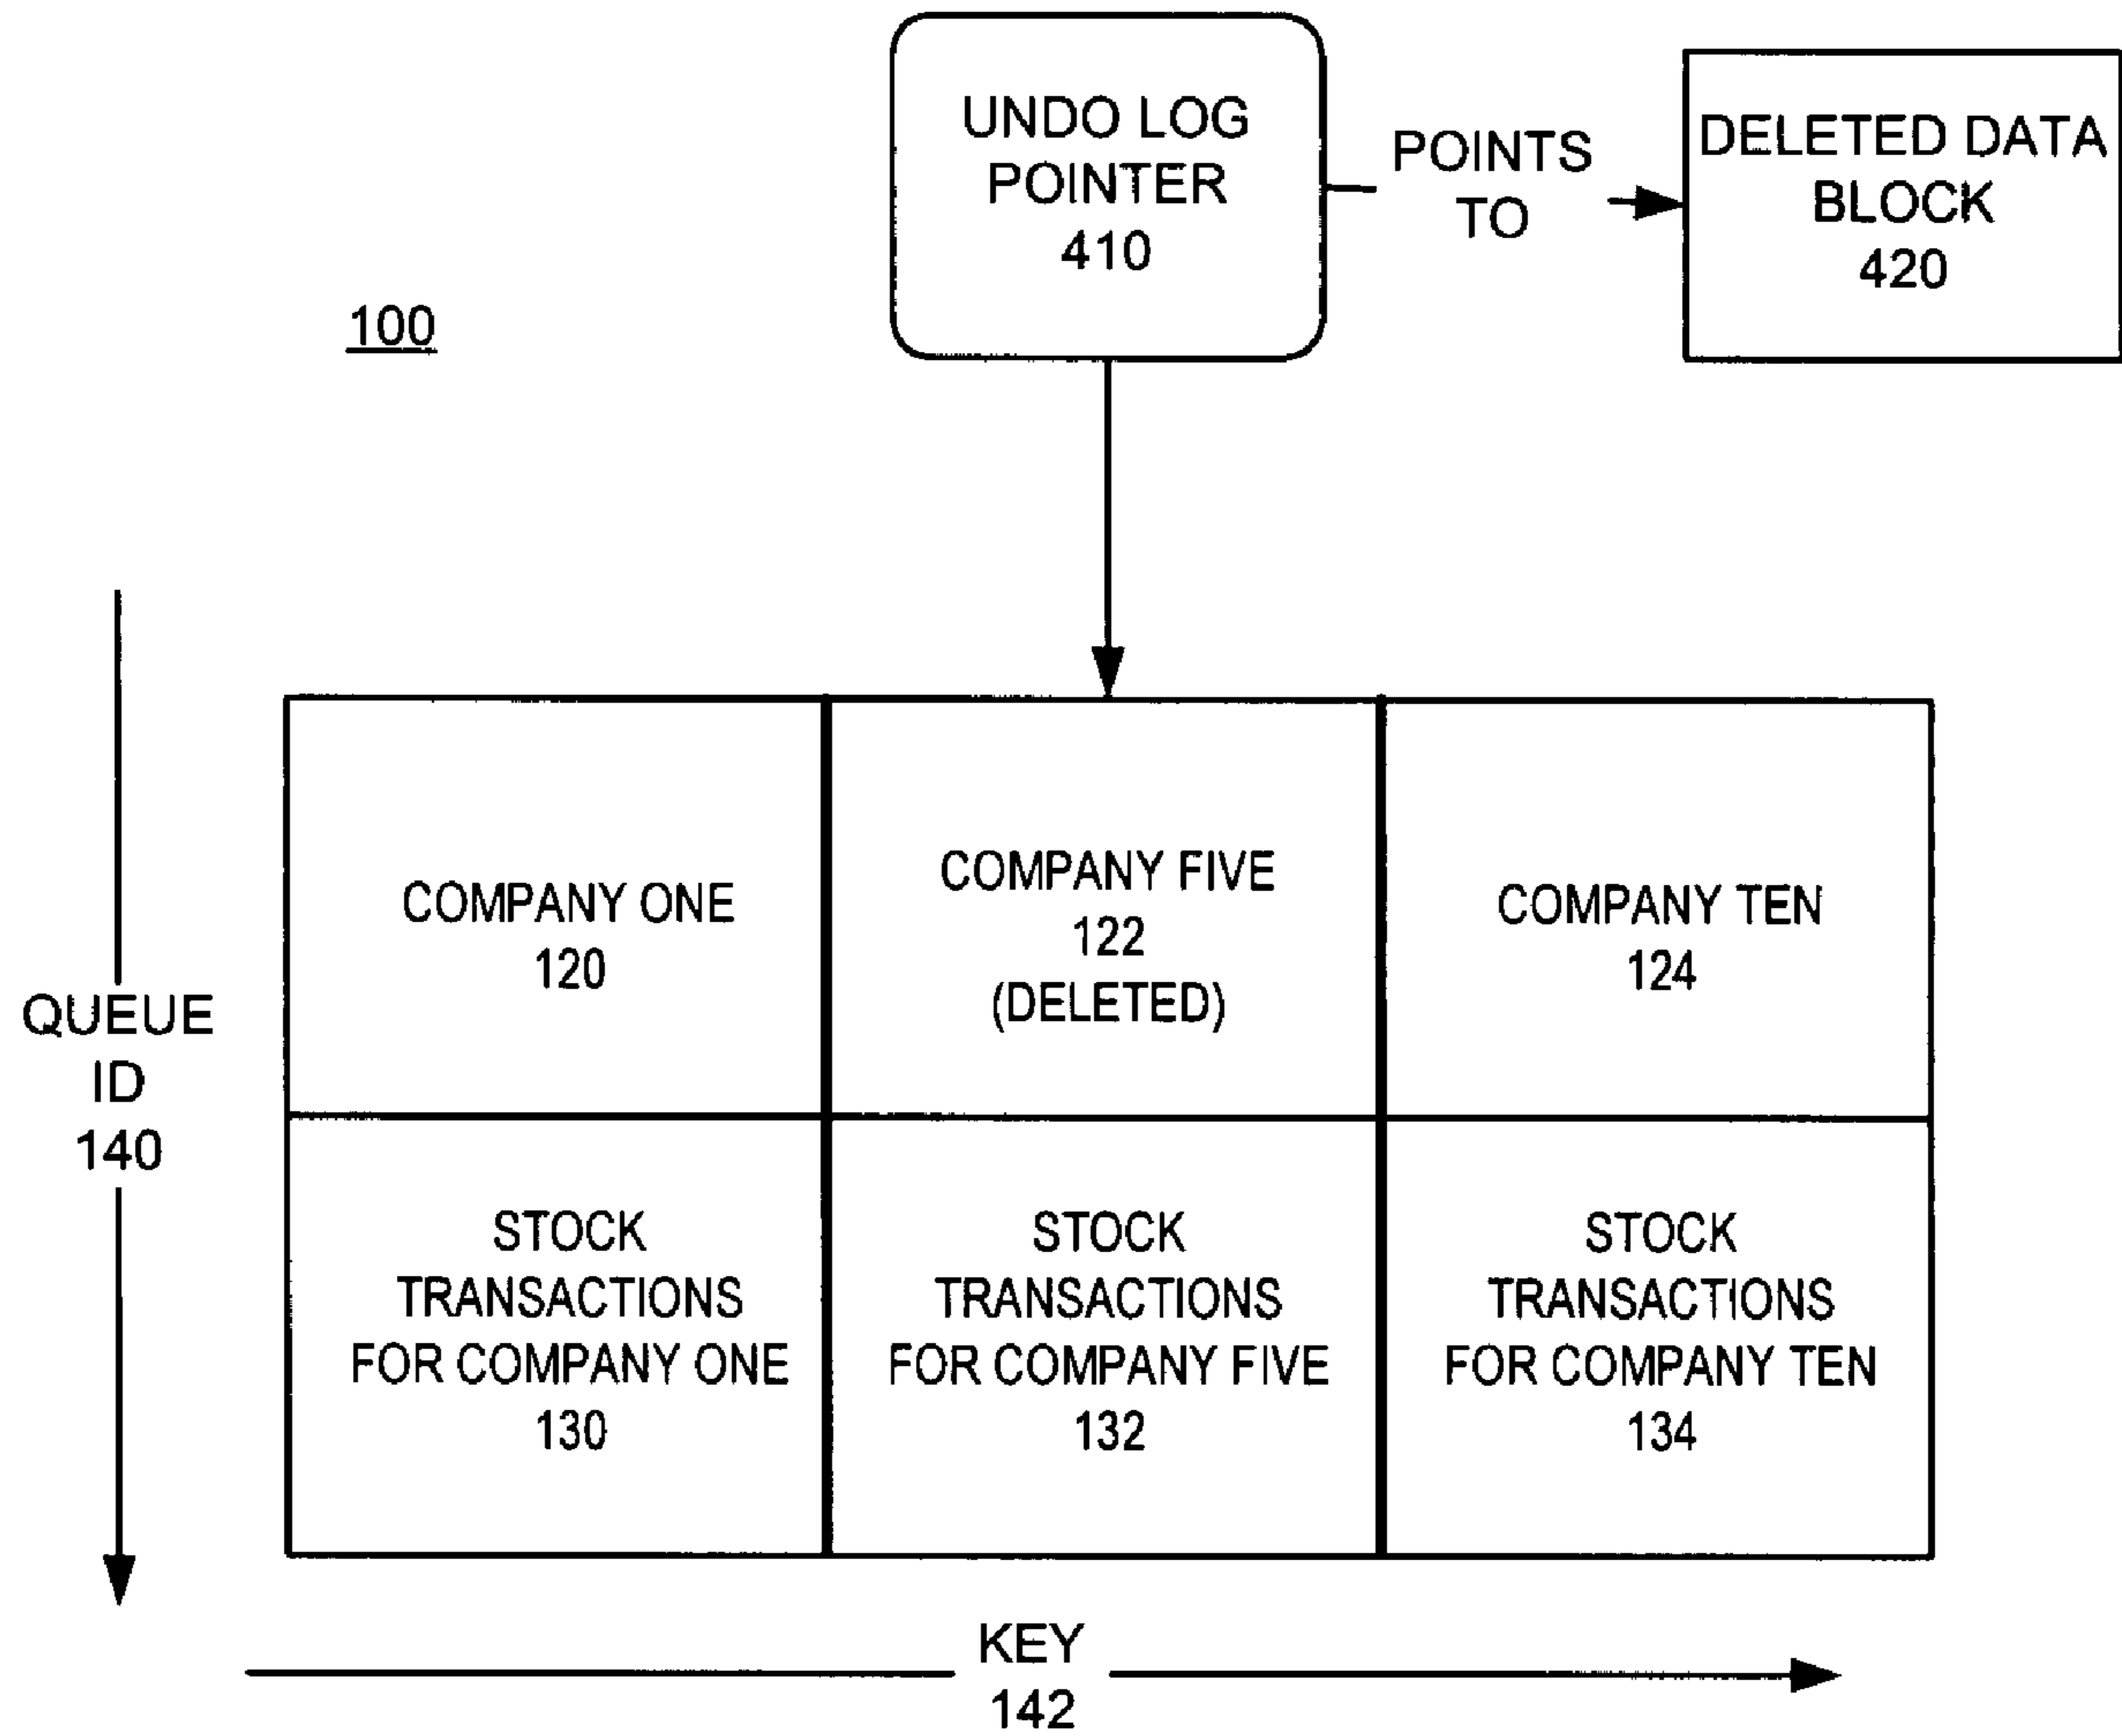 UNDO LOG
POINTER
410
POINTS
TO
DELETED DATA
BLOCK
420
100
QUEUE
ID
140
COMPANY ONE
120
COMPANY FIVE
122
(DELETED)
COMPANY TEN
124
STOCK
TRANSACTIONS
FOR COMPANY ONE
130
STOCK
TRANSACTIONS
FOR COMPANY FIVE
132
STOCK
TRANSACTIONS
FOR COMPANY TEN
134
KEY
142